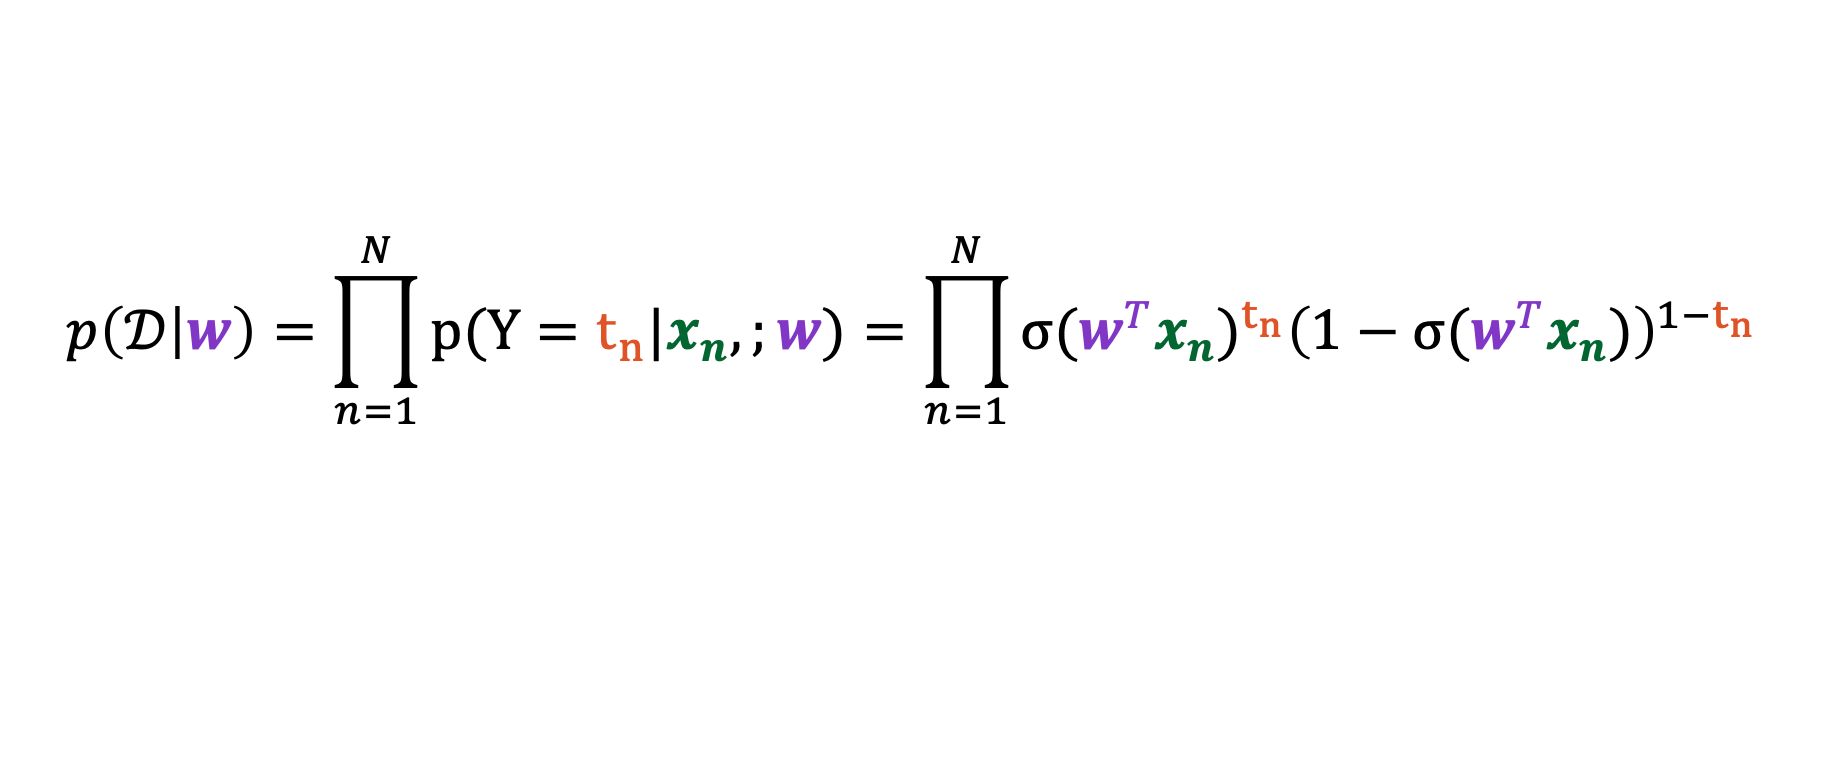 p(𝒟|w) = ∏_{n=1}^{N} p(Y = t_n|x_n,; w) = ∏_{n=1}^{N} σ(w^T x_n)^{t_n} (1 − σ(w^T x_n))^{1−t_n}